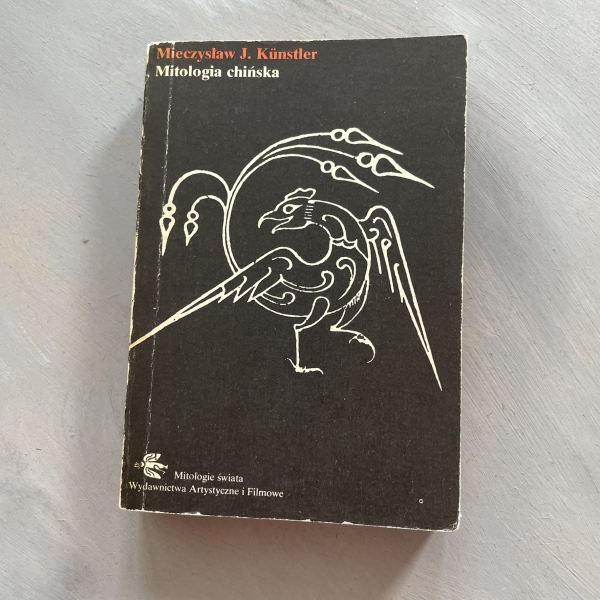 Mieczysław J. Künstler
Mitologia chińska
Mitologie świata
Wydawnictwa Artystyczne i Filmowe